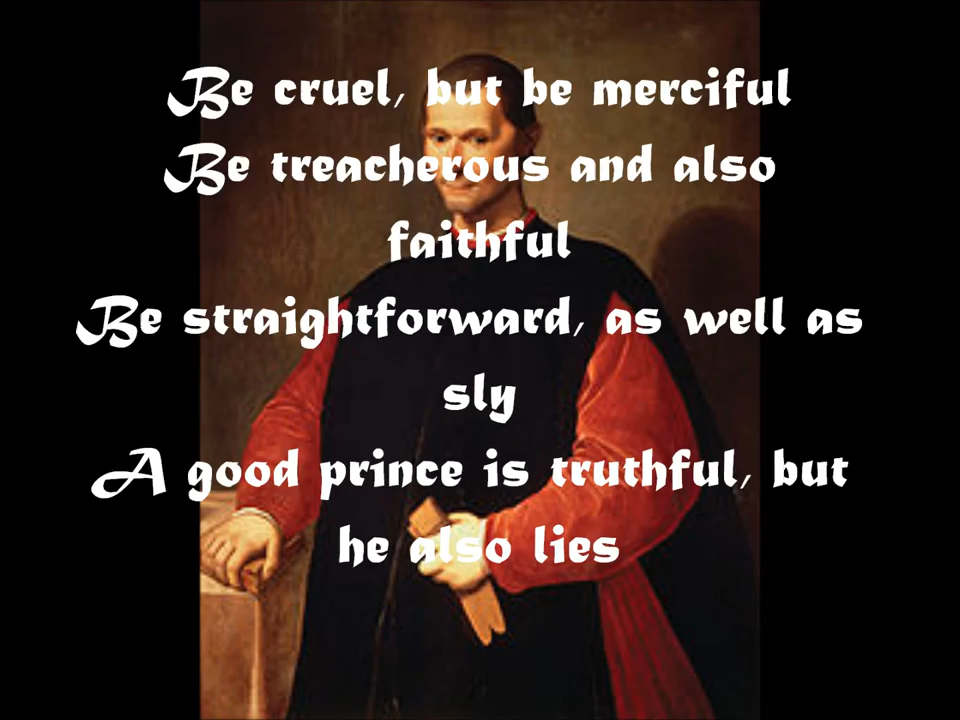 Be cruel, but be merciful
Be treacherous and also
faithful
Be straightforward, as well as
sly
A good prince is truthful, but
he also lies